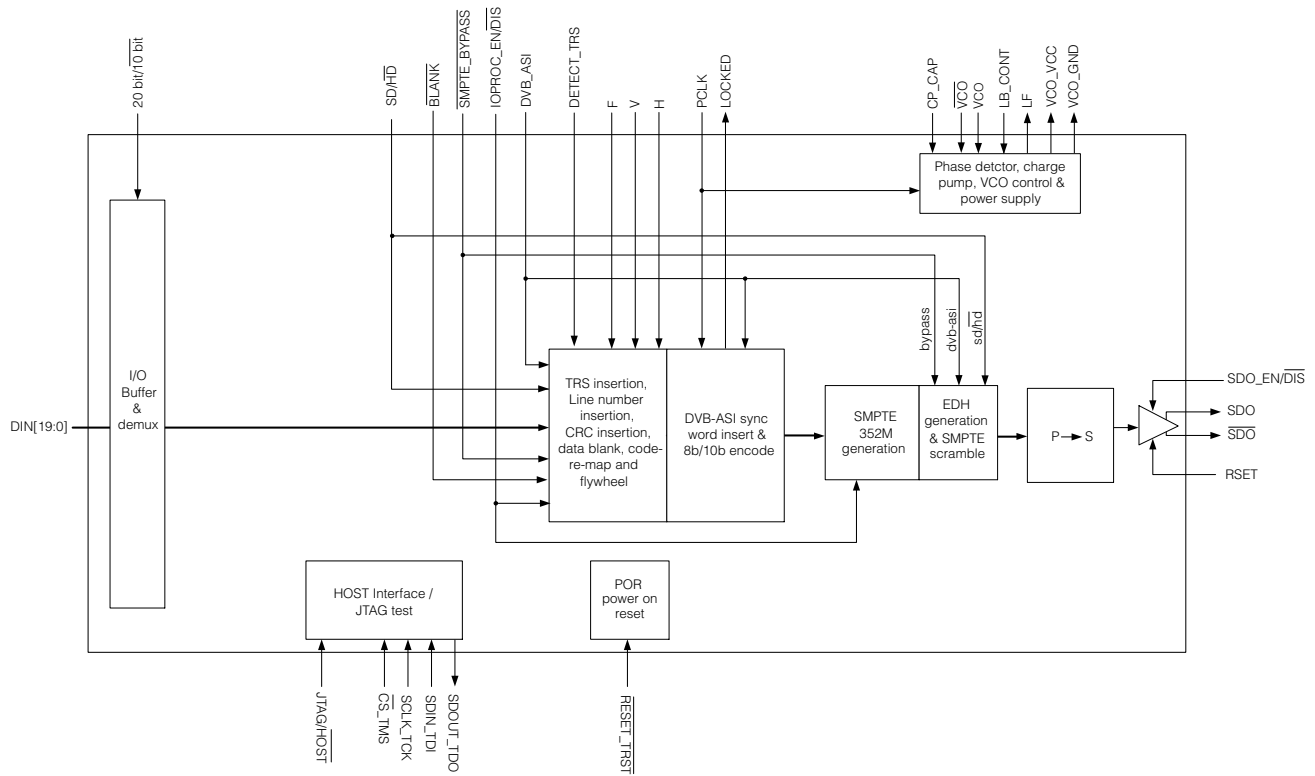 20 bit/10 bit
SD/HD
BLANK
SMPTE_BYPASS
IOPROC_EN/DIS
DVB_ASI
DETECT_TRS
F
V
H
PCLK
LOCKED
CP_CAP
VCO
VCO
LB_CONT
LF
VCO_VCC
VCO_GND
Phase detctor, charge
pump, VCO control &
power supply
bypass
dvb-asi
sd/hd
I/O
Buffer
&
demux
DIN[19:0]
TRS insertion,
Line number
insertion,
CRC insertion,
data blank, code-
re-map and
flywheel
DVB-ASI sync
word insert &
8b/10b encode
SMPTE
352M
generation
EDH
generation
& SMPTE
scramble
P S
SDO_EN/DIS
SDO
SDO
RSET
HOST Interface /
JTAG test
POR
power on
reset
JTAG/HOST
CS_TMS
SCLK_TCK
SDIN_TDI
SDOUT_TDO
RESET_TRST